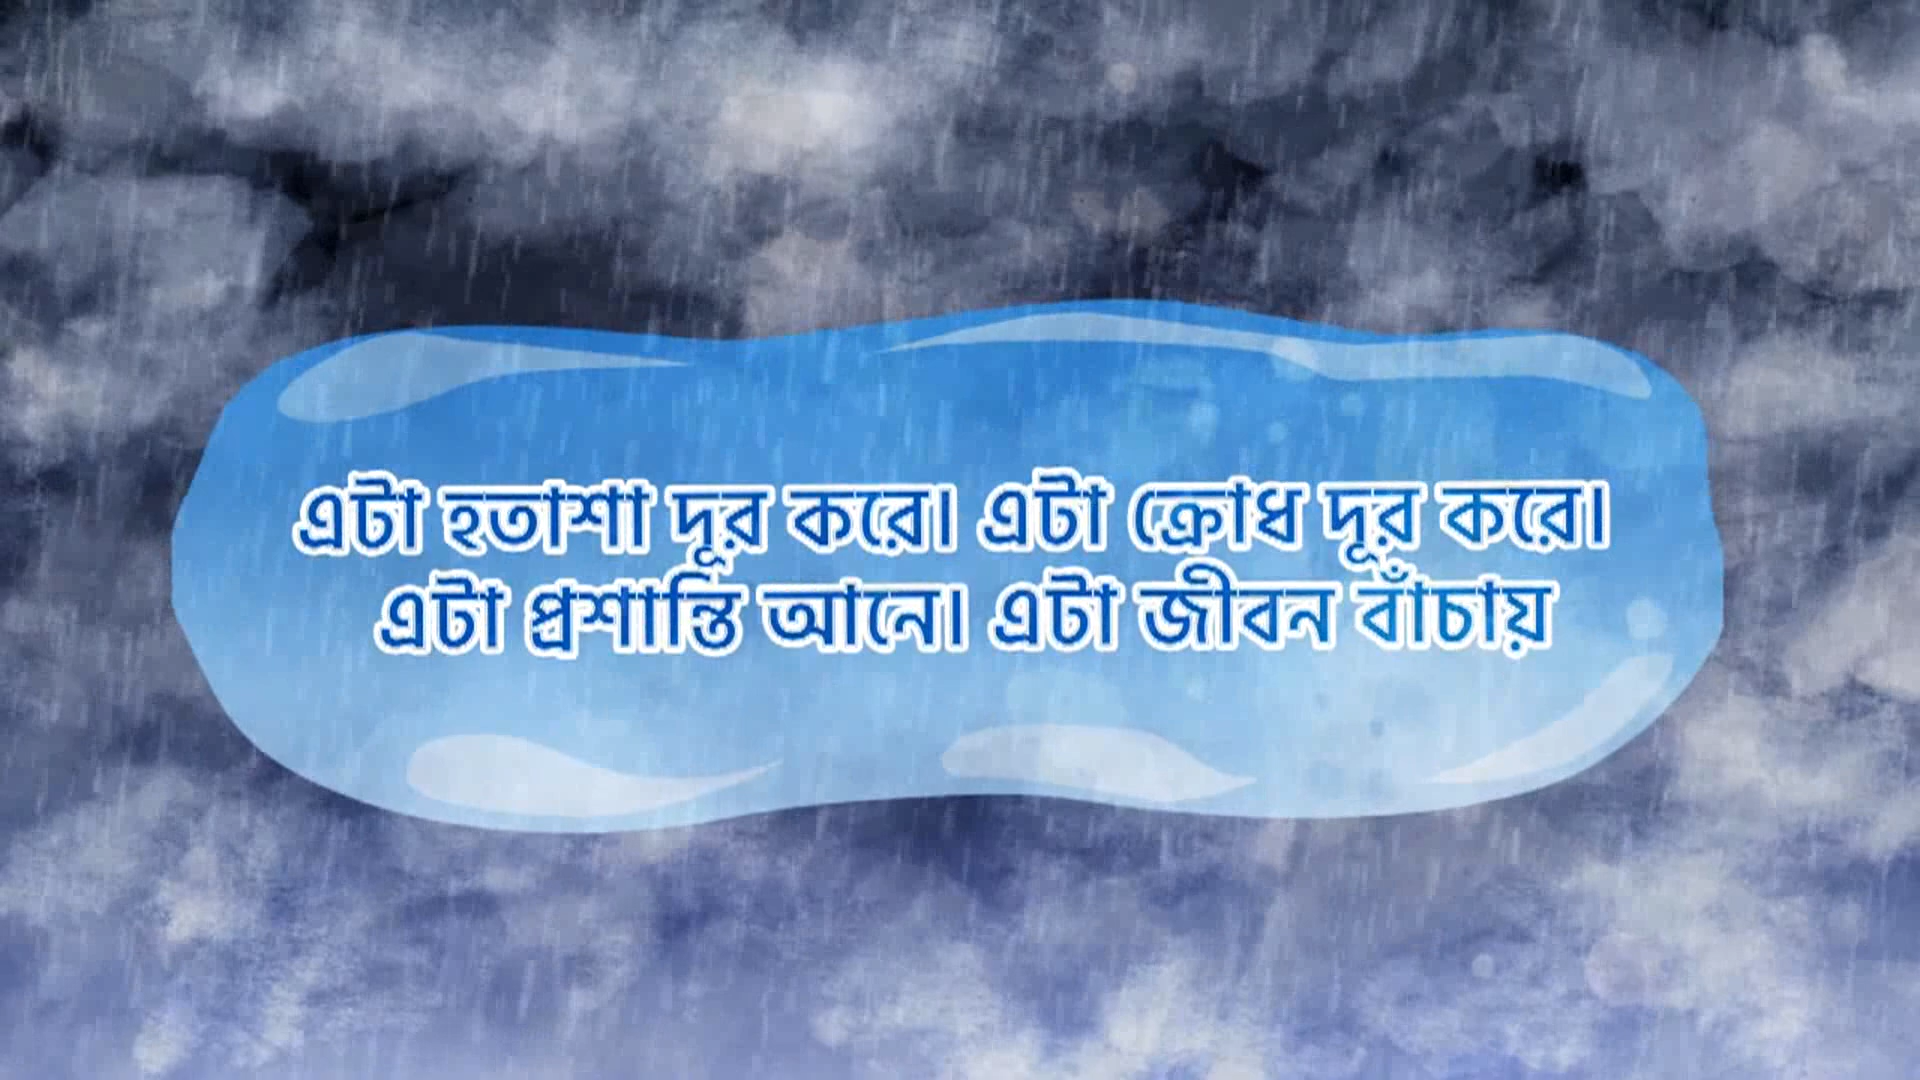 এটা হতাশা দূর করে। এটা ক্রোধ দূর করে।
এটা প্রশান্তি আনে। এটা জীবন বাঁচায়